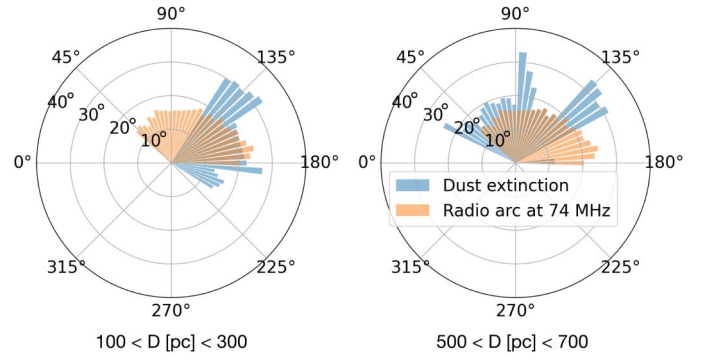 90° 90°
45° 135° 45° 135°
40° 30° 20° 10° 40° 30° 20° 10°
0° 180° 0° 180°
Dust extinction
Radio arc at 74 MHz
315° 225° 315° 225°
270° 270°
100 < D [pc] < 300 500 < D [pc] < 700